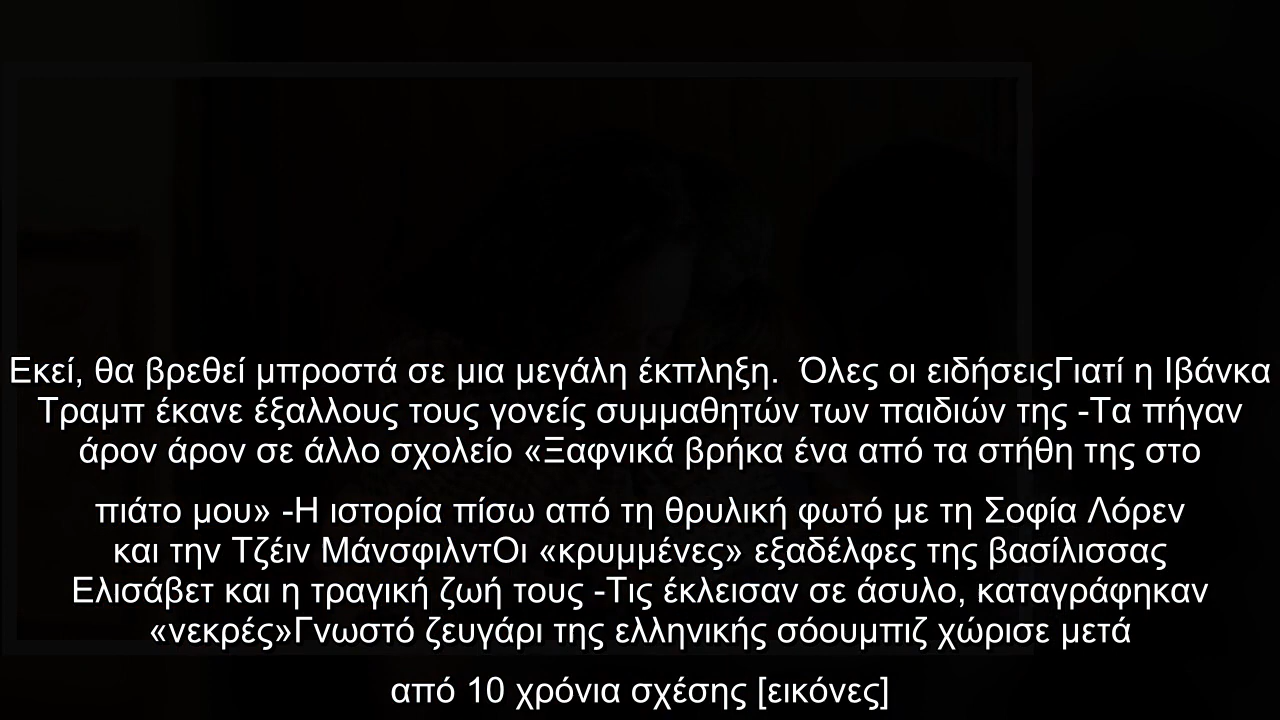 Εκεί, θα βρεθεί μπροστά σε μια μεγάλη έκπληξη.  Όλες οι ειδήσειςΓιατί η Ιβάνκα
Τραμπ έκανε έξαλλους τους γονείς συμμαθητών των παιδιών της -Τα πήγαν
άρον άρον σε άλλο σχολείο «Ξαφνικά βρήκα ένα από τα στήθη της στο
πιάτο μου» -Η ιστορία πίσω από τη θρυλική φωτό με τη Σοφία Λόρεν
και την Τζέιν ΜάνσφιλντΟι «κρυμμένες» εξαδέλφες της βασίλισσας
Ελισάβετ και η τραγική ζωή τους -Τις έκλεισαν σε άσυλο, καταγράφηκαν
«νεκρές»Γνωστό ζευγάρι της ελληνικής σόουμπιζ χώρισε μετά
από 10 χρόνια σχέσης [εικόνες]